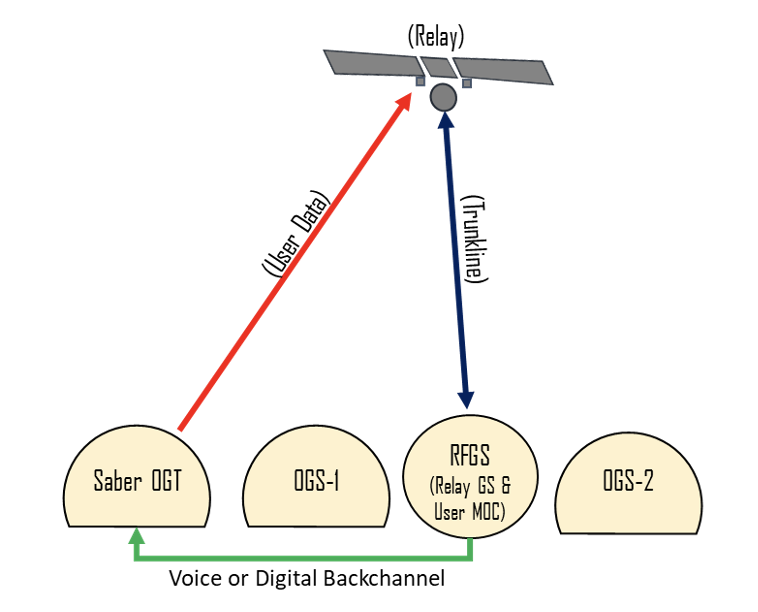 (Relay)
(User Data)
(Trunkline)
Saber OGT
OGS-1
RFGS
(Relay GS &
User MOC)
OGS-2
Voice or Digital Backchannel